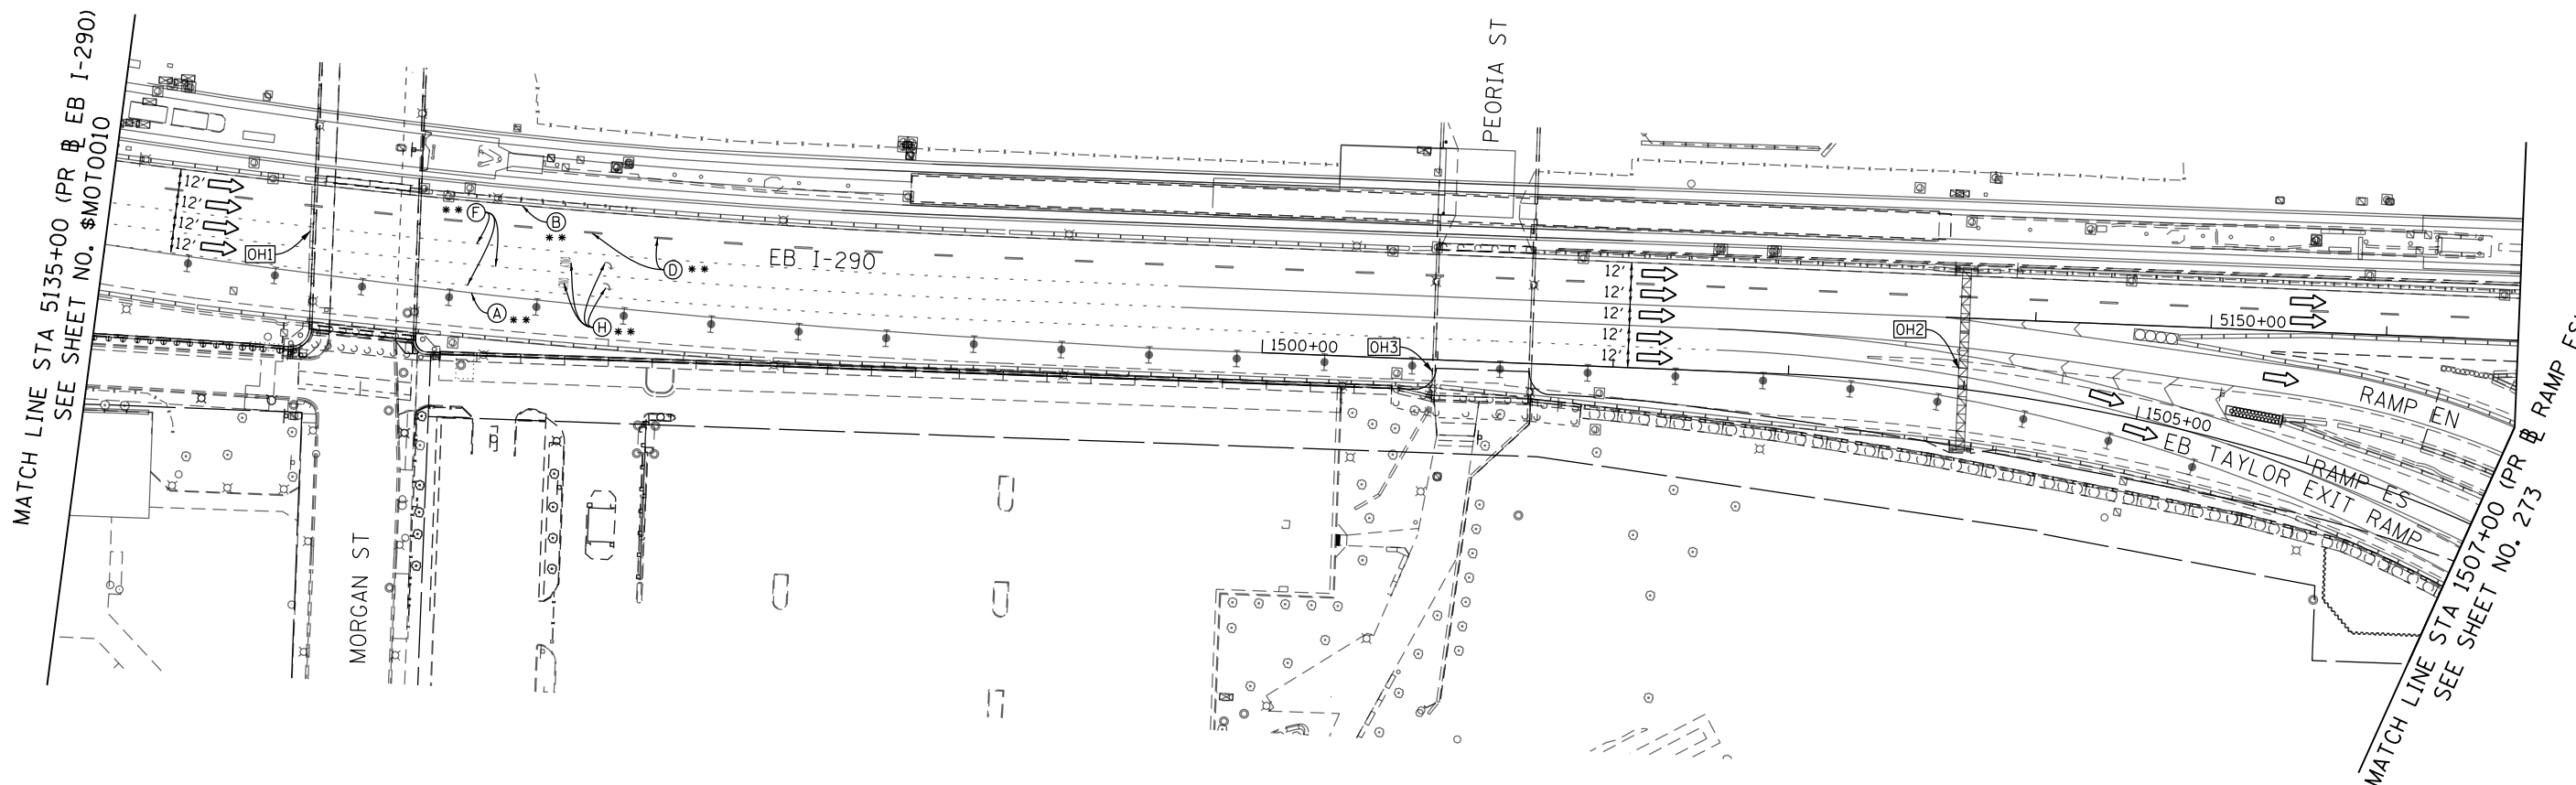 MATCH LINE STA 5135+00 (PR ℄ EB I-290)
SEE SHEET NO. $MOT0010
12'
12'
12'
12'
OH1
MORGAN ST
** F
B
**
D **
A **
H **
EB I-290
1500+00
OH3
PEORIA ST
12'
12'
12'
12'
12'
OH2
5150+00
1505+00
RAMP EN
RAMP ES
EB TAYLOR EXIT RAMP
MATCH LINE STA 1507+00 (PR ℄ RAMP ES
SEE SHEET NO. 273